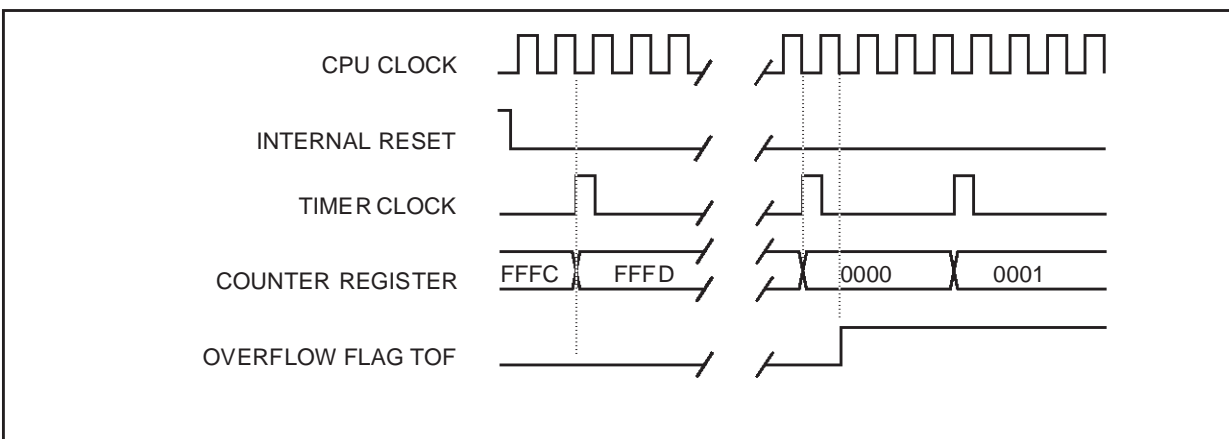 CPU CLOCK
INTERNAL RESET
TIMER CLOCK
COUNTER REGISTER
FFFC
FFFD
0000
0001
OVERFLOW FLAG TOF